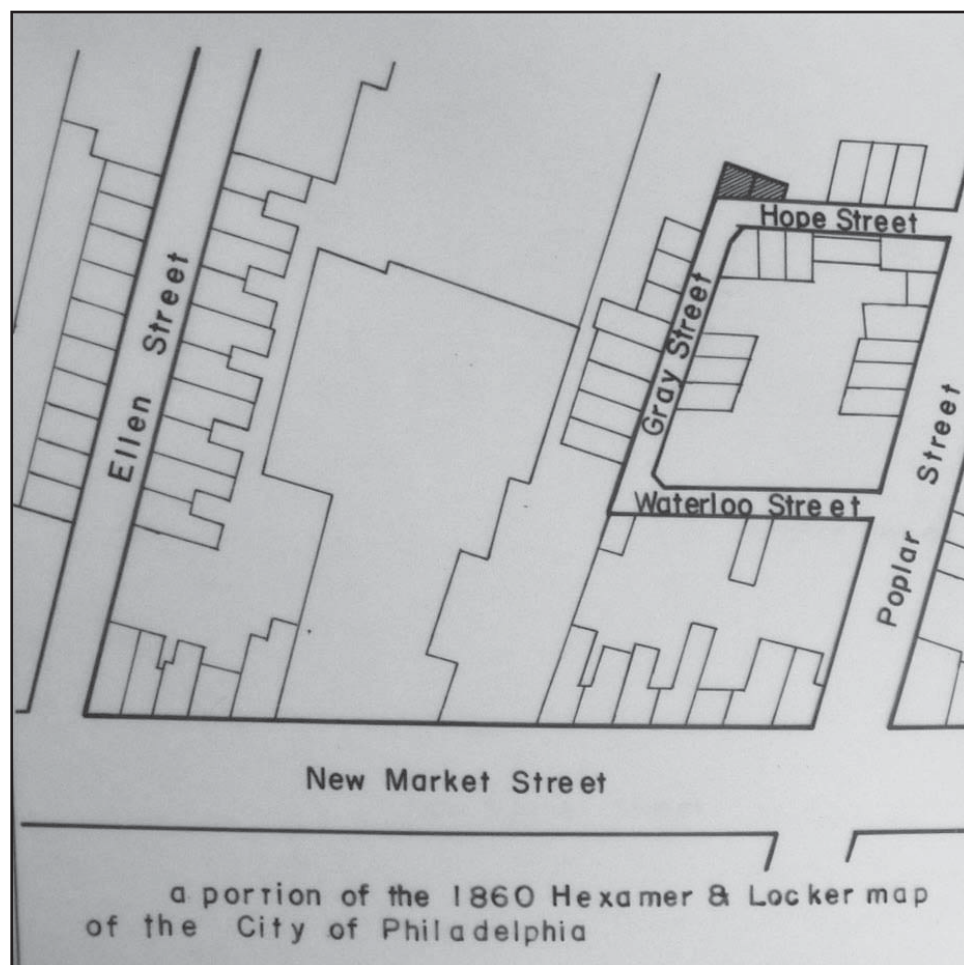 Hope Street
Gray Street
Ellen Street
Poplar Street
Waterloo Street
New Market Street
a portion of the 1860 Hexamer & Locker map
of the City of Philadelphia